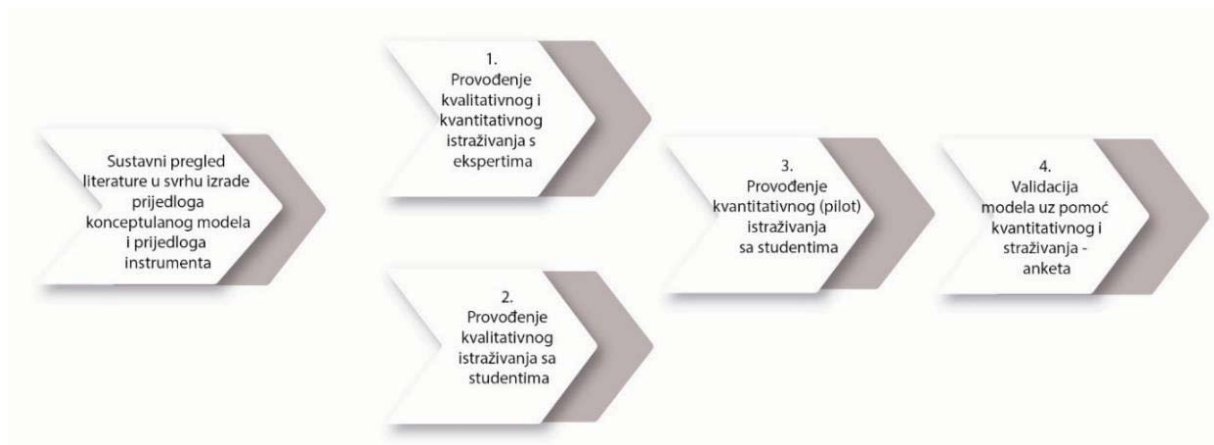 Sustavni pregled
literature u svrhu izrade
prijedloga
konceptulanog modela
i prijedloga
instrumenta
1.
Provođenje
kvalitativnog i
kvantitativnog
istraživanja s
ekspertima
2.
Provođenje
kvalitativnog
istraživanja sa
studentima
3.
Provođenje
kvantitativnog (pilot)
istraživanja
sa studentima
4.
Validacija
modela uz pomoć
kvantitativnog i
straživanja -
anketa